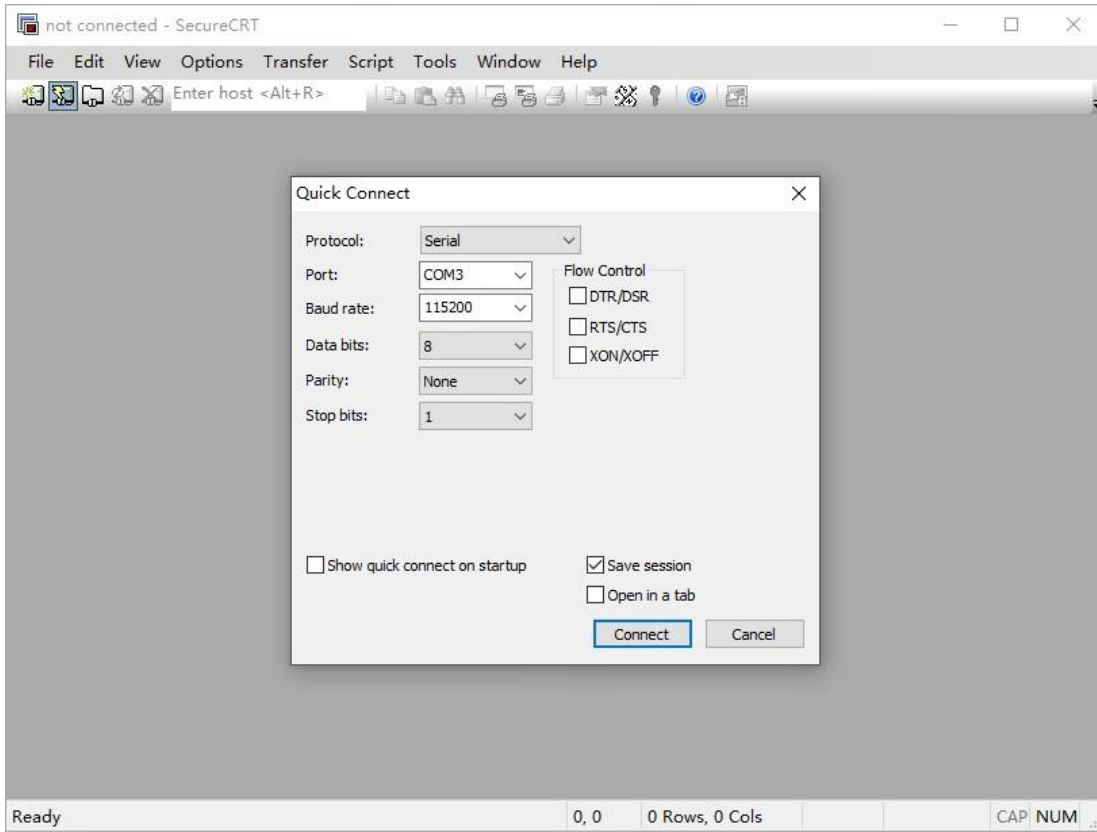 not connected - SecureCRT
File Edit View Options Transfer Script Tools Window Help
Enter host <Alt+R>
Quick Connect
Protocol: Serial
Port: COM3
Flow Control
DTR/DSR
Baud rate: 115200
RTS/CTS
Data bits: 8
XON/XOFF
Parity: None
Stop bits: 1
Show quick connect on startup
Save session
Open in a tab
Connect Cancel
Ready 0, 0 0 Rows, 0 Cols CAP NUM